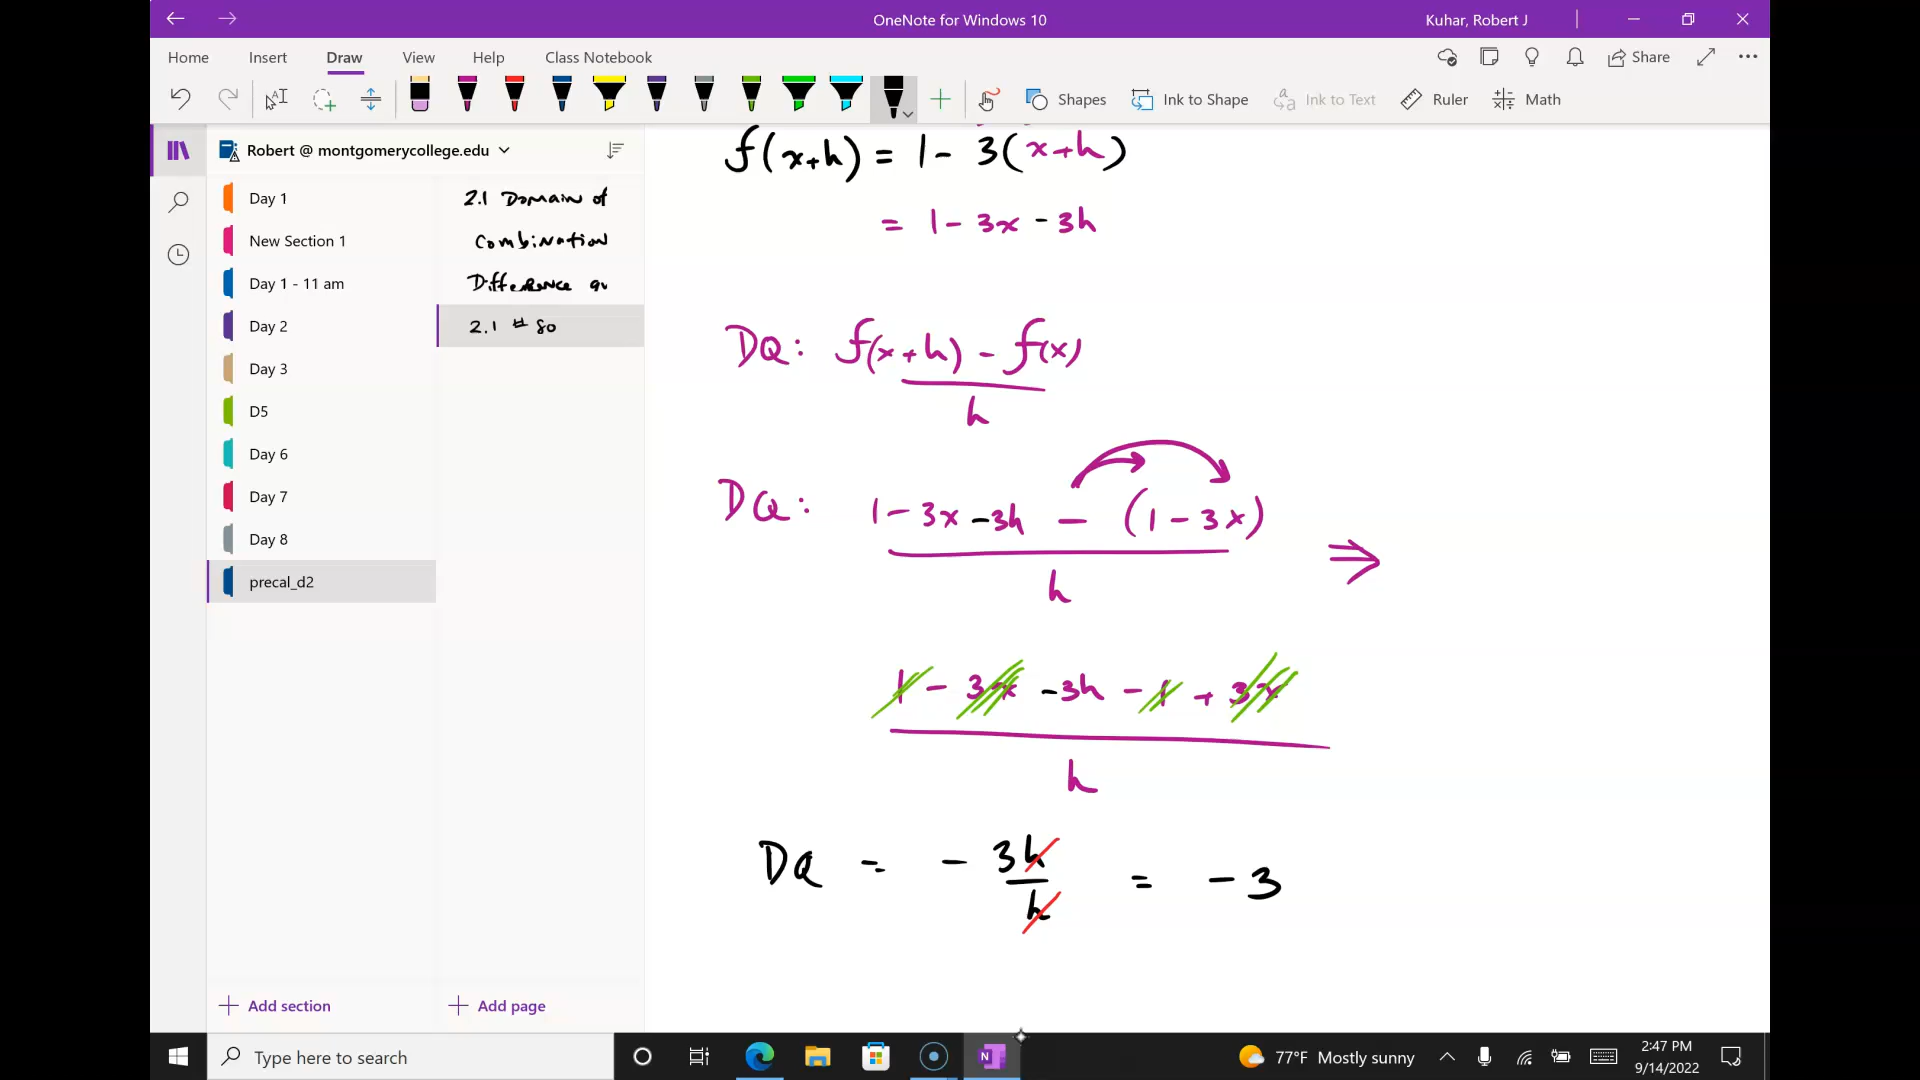 OneNote for Windows 10
Kuhar, Robert J
Home Insert Draw View Help Class Notebook
Share
Shapes Ink to Shape Ink to Text Ruler Math
Robert @ montgomerycollege.edu
Day 1
New Section 1
Day 1 - 11 am
Day 2
Day 3
D5
Day 6
Day 7
Day 8
precal_d2
2.1 Domain of
Combination
Difference qu
2.1 # 80
f(x+h) = 1 - 3(x+h)
= 1 - 3x - 3h
DQ: f(x+h) - f(x)
h
DQ: 1 - 3x - 3h - (1 - 3x)
h
⇒
1 - 3x - 3h - 1 + 3x
h
DQ = - 3h/h = - 3
Add section
Add page
Type here to search
N
77°F Mostly sunny
2:47 PM
9/14/2022